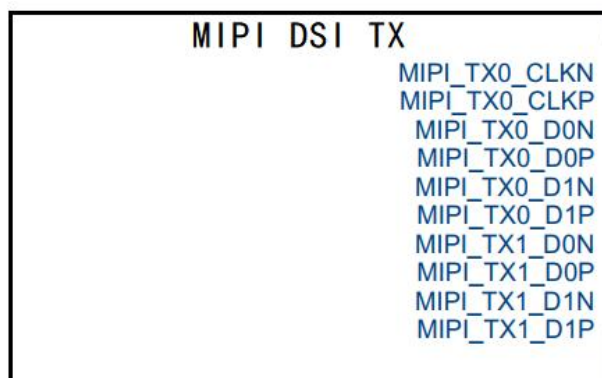 MIPI DSI TX
MIPI_TX0_CLKN
MIPI_TX0_CLKP
MIPI_TX0_D0N
MIPI_TX0_D0P
MIPI_TX0_D1N
MIPI_TX0_D1P
MIPI_TX1_D0N
MIPI_TX1_D0P
MIPI_TX1_D1N
MIPI_TX1_D1P